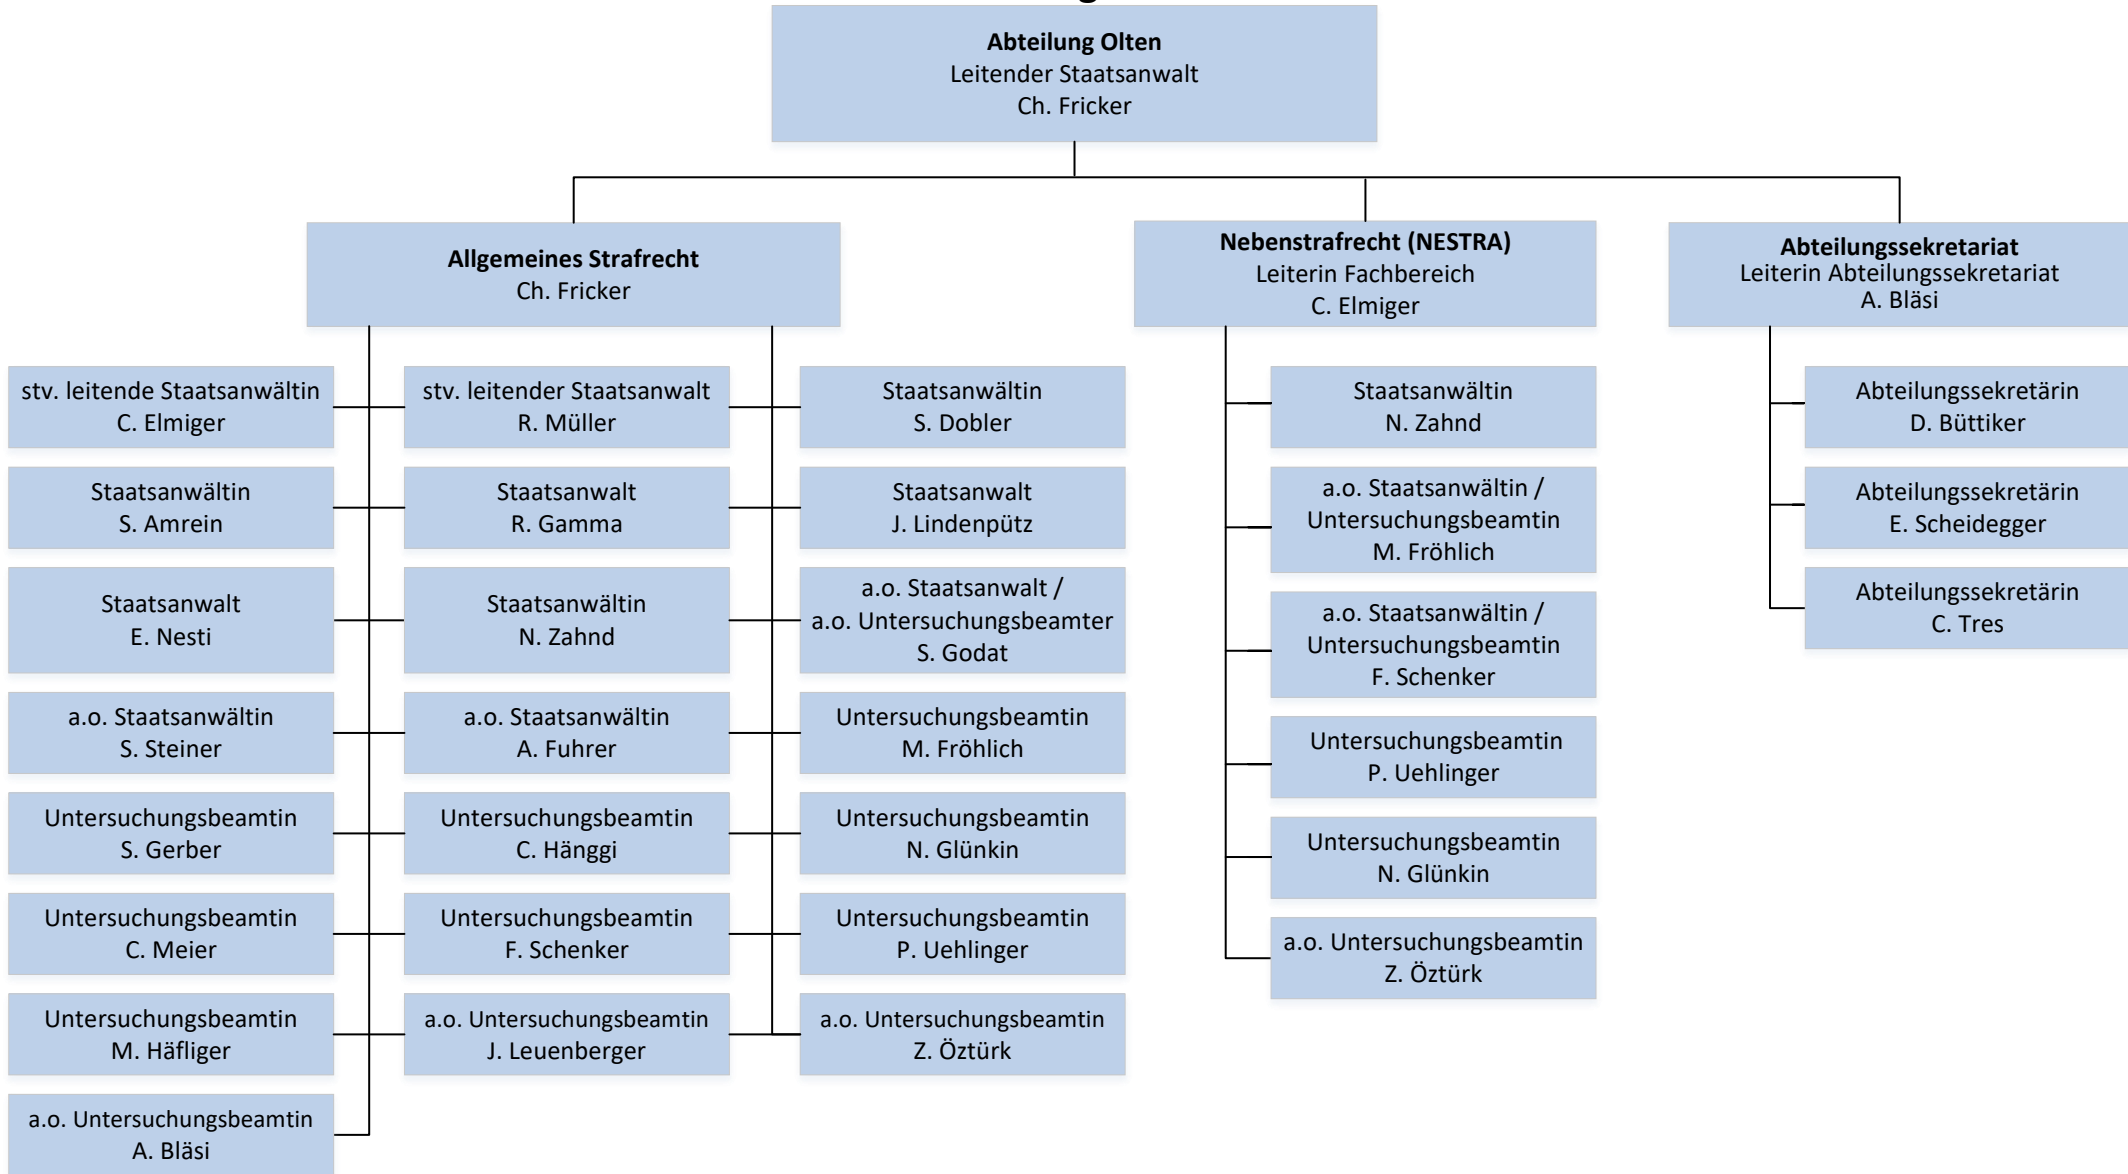 Abteilung Olten
Leitender Staatsanwalt
Ch. Fricker
Allgemeines Strafrecht
Ch. Fricker
stv. leitende Staatsanwältin
C. Elmiger
stv. leitender Staatsanwalt
R. Müller
Staatsanwältin
S. Dobler
Staatsanwältin
S. Amrein
Staatsanwalt
R. Gamma
Staatsanwalt
J. Lindenpütz
Staatsanwalt
E. Nesti
Staatsanwältin
N. Zahnd
a.o. Staatsanwalt /
a.o. Untersuchungsbeamter
S. Godat
a.o. Staatsanwältin
S. Steiner
a.o. Staatsanwältin
A. Fuhrer
Untersuchungsbeamtin
M. Fröhlich
Untersuchungsbeamtin
S. Gerber
Untersuchungsbeamtin
C. Hänggi
Untersuchungsbeamtin
N. Glünkin
Untersuchungsbeamtin
C. Meier
Untersuchungsbeamtin
F. Schenker
Untersuchungsbeamtin
P. Uehlinger
Untersuchungsbeamtin
M. Häfliger
a.o. Untersuchungsbeamtin
J. Leuenberger
a.o. Untersuchungsbeamtin
Z. Öztürk
a.o. Untersuchungsbeamtin
A. Bläsi
Nebenstrafrecht (NESTRA)
Leiterin Fachbereich
C. Elmiger
Staatsanwältin
N. Zahnd
a.o. Staatsanwältin /
Untersuchungsbeamtin
M. Fröhlich
a.o. Staatsanwältin /
Untersuchungsbeamtin
F. Schenker
Untersuchungsbeamtin
P. Uehlinger
Untersuchungsbeamtin
N. Glünkin
a.o. Untersuchungsbeamtin
Z. Öztürk
Abteilungssekretariat
Leiterin Abteilungssekretariat
A. Bläsi
Abteilungssekretärin
D. Büttiker
Abteilungssekretärin
E. Scheidegger
Abteilungssekretärin
C. Tres